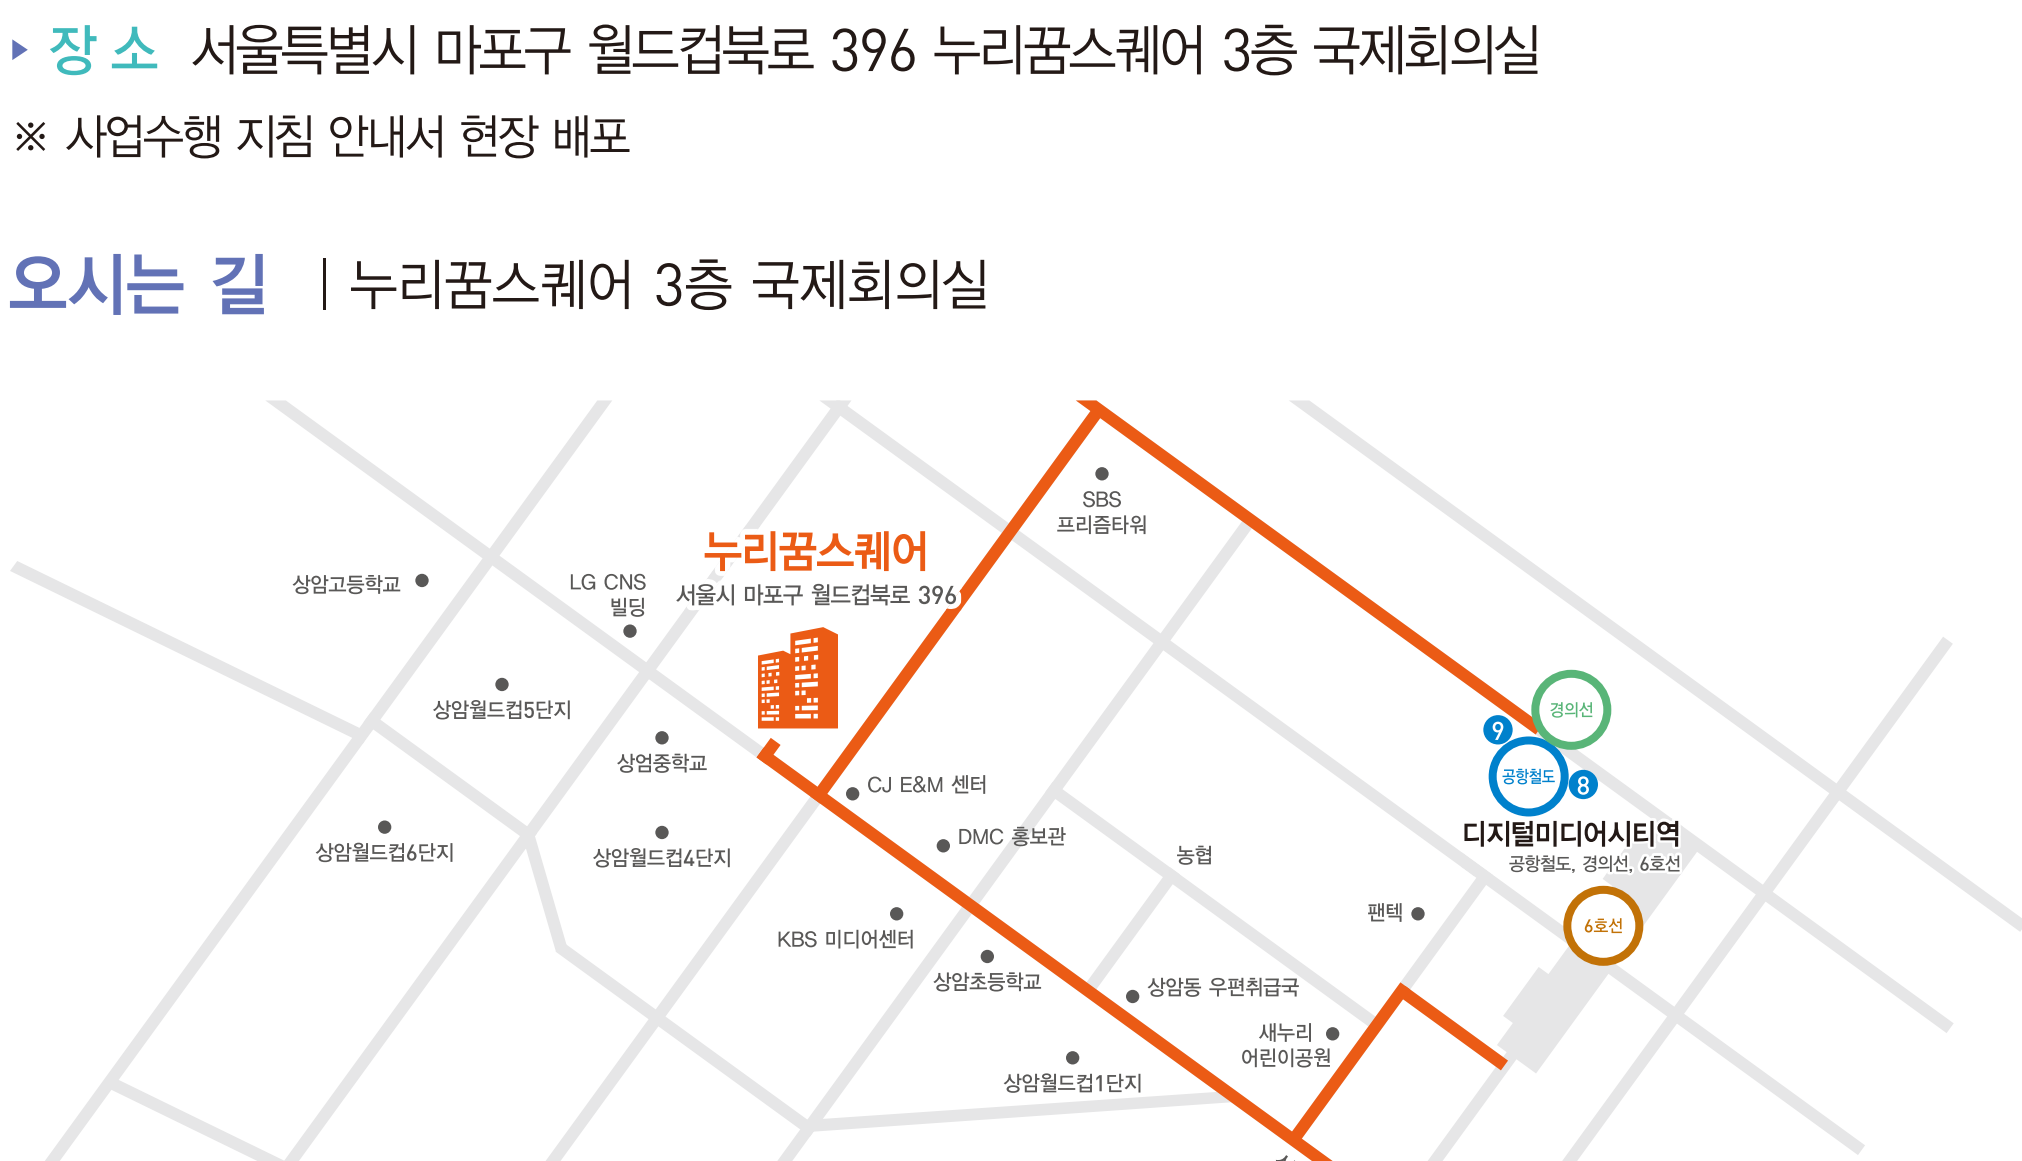 ▶ 장 소 서울특별시 마포구 월드컵북로 396 누리꿈스퀘어 3층 국제회의실
※ 사업수행 지침 안내서 현장 배포
오시는 길 | 누리꿈스퀘어 3층 국제회의실
SBS
프리즘타워
누리꿈스퀘어
서울시 마포구 월드컵북로 396
상암고등학교
LG CNS
빌딩
상암월드컵5단지
상엄중학교
경의선
9
공항철도
8
디지털미디어시티역
공항철도, 경의선, 6호선
6호선
CJ E&M 센터
DMC 홍보관
농협
상암월드컵6단지
상암월드컵4단지
팬텍
KBS 미디어센터
상암초등학교
상암동 우편취급국
새누리
어린이공원
상암월드컵1단지